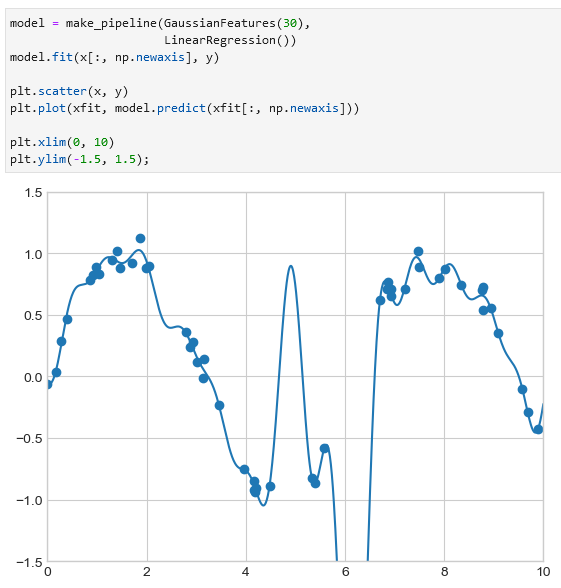 model = make_pipeline(GaussianFeatures(30),
LinearRegression())
model.fit(x[:, np.newaxis], y)
plt.scatter(x, y)
plt.plot(xfit, model.predict(xfit[:, np.newaxis]))
plt.xlim(0, 10)
plt.ylim(-1.5, 1.5);
1.5
1.0
0.5
0.0
−0.5
−1.0
−1.5
0 2 4 6 8 10